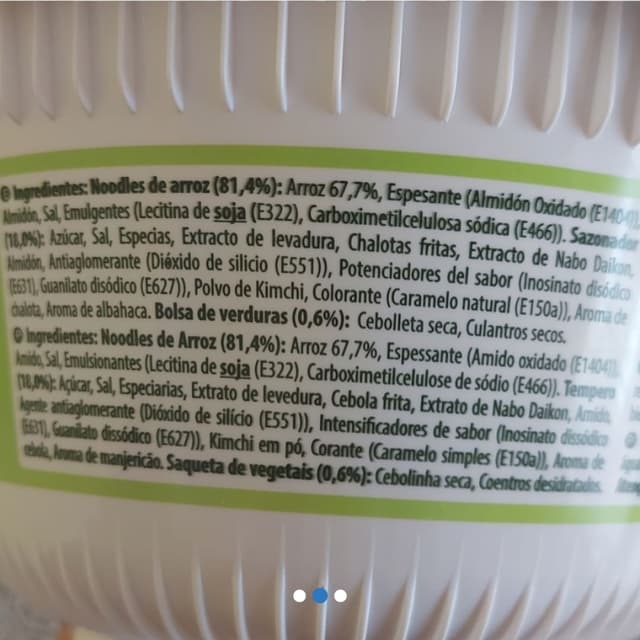 Ingredientes: Noodles de arroz (81,4%): Arroz 67,7%, Espesante (Almidón Oxidado (E1404)),
Almidón, Sal, Emulgentes (Lecitina de soja (E322), Carboximetilcelulosa sódica (E466)). Sazonador
(18,0%): Azúcar, Sal, Especias, Extracto de levadura, Chalotas fritas, Extracto de Nabo Daikon,
Almidón, Antiaglomerante (Dióxido de silicio (E551)), Potenciadores del sabor (Inosinato disódico
(E631), Guanilato disódico (E627)), Polvo de Kimchi, Colorante (Caramelo natural (E150a)), Aroma de
chalota, Aroma de albahaca. Bolsa de verduras (0,6%): Cebolleta seca, Culantros secos.
Ingredientes: Noodles de Arroz (81,4%): Arroz 67,7%, Espessante (Amido oxidado (E1404)),
Amido, Sal, Emulsionantes (Lecitina de soja (E322), Carboximetilcelulose de sódio (E466)). Tempero
(18,0%): Açúcar, Sal, Especiarias, Extrato de levedura, Cebola frita, Extrato de Nabo Daikon, Amido,
Agente antiaglomerante (Dióxido de silício (E551)), Intensificadores de sabor (Inosinato dissódico
(E631), Guanilato dissódico (E627)), Kimchi em pó, Corante (Caramelo simples (E150a)), Aroma de
cebola, Aroma de manjericão. Saqueta de vegetais (0,6%): Cebolinha seca, Coentros desidratados.